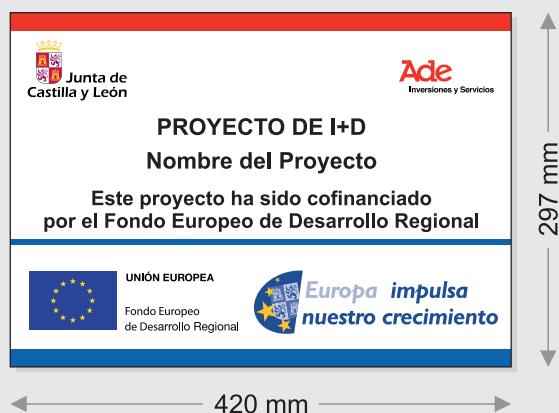 Junta de
Castilla y León
Ade
Inversiones y Servicios
PROYECTO DE I+D
Nombre del Proyecto
Este proyecto ha sido cofinanciado
por el Fondo Europeo de Desarrollo Regional
UNIÓN EUROPEA
Fondo Europeo
de Desarrollo Regional
Europa impulsa
nuestro crecimiento
297 mm
420 mm